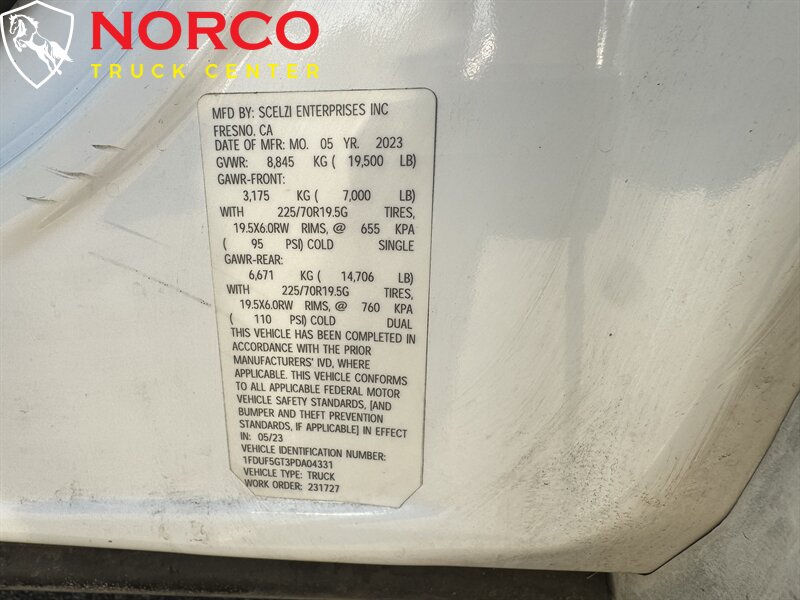 NORCO
TRUCK CENTER
MFD BY: SCELZI ENTERPRISES INC
FRESNO, CA
DATE OF MFR: MO. 05 YR. 2023
GVWR: 8,845 KG ( 19,500 LB)
GAWR-FRONT:
3,175 KG ( 7,000 LB)
WITH 225/70R19.5G TIRES,
19.5X6.0RW RIMS, @ 655 KPA
( 95 PSI) COLD SINGLE
GAWR-REAR:
6,671 KG ( 14,706 LB)
WITH 225/70R19.5G TIRES,
19.5X6.0RW RIMS, @ 760 KPA
( 110 PSI) COLD DUAL
THIS VEHICLE HAS BEEN COMPLETED IN
ACCORDANCE WITH THE PRIOR
MANUFACTURERS' IVD, WHERE
APPLICABLE. THIS VEHICLE CONFORMS
TO ALL APPLICABLE FEDERAL MOTOR
VEHICLE SAFETY STANDARDS, [AND
BUMPER AND THEFT PREVENTION
STANDARDS, IF APPLICABLE] IN EFFECT
IN: 05/23
VEHICLE IDENTIFICATION NUMBER:
1FDUF5GT3PDA04331
VEHICLE TYPE: TRUCK
WORK ORDER: 231727